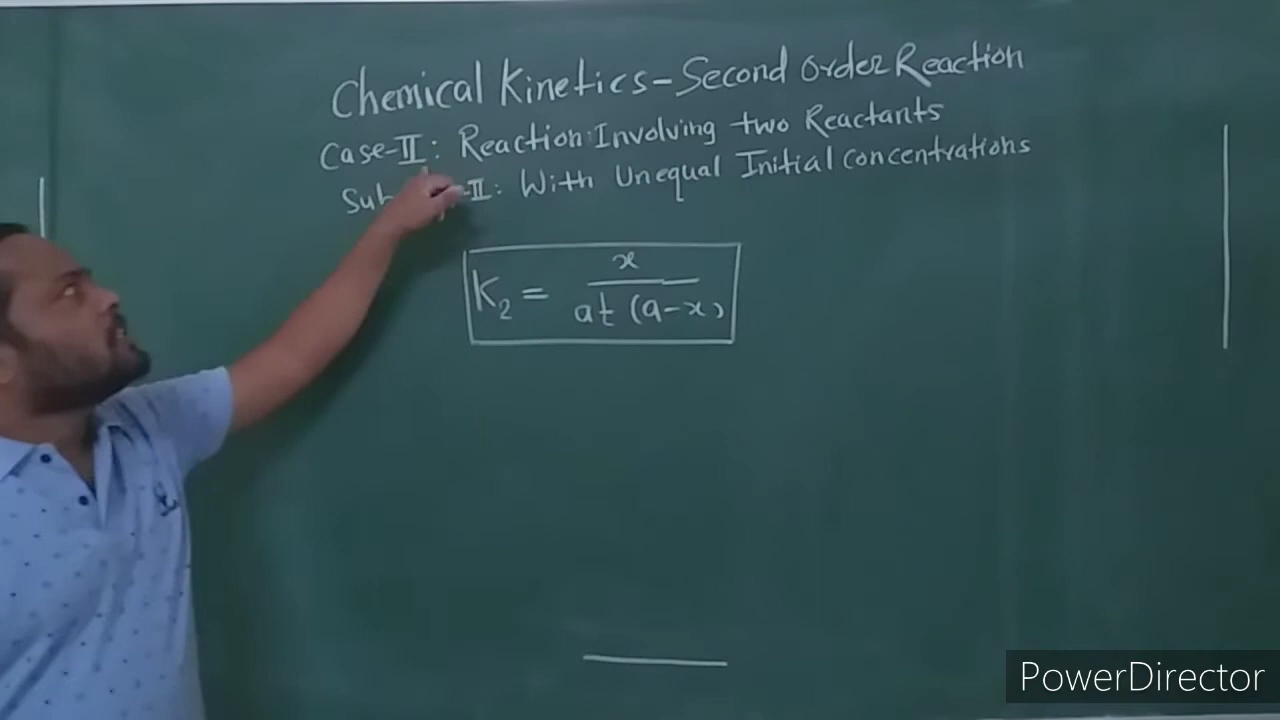 Chemical Kinetics - Second Order Reaction
Case-II: Reaction Involving two Reactants
Sub -II: With Unequal Initial Concentrations
K₂ = x / at (a-x)
PowerDirector